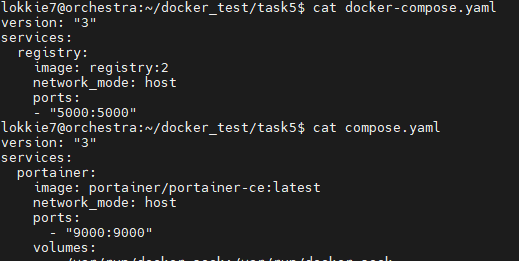 lokkie7@orchestra:~/docker_test/task5$ cat docker-compose.yaml
version: "3"
services:
  registry:
    image: registry:2
    network_mode: host
    ports:
    - "5000:5000"
lokkie7@orchestra:~/docker_test/task5$ cat compose.yaml
version: "3"
services:
  portainer:
    image: portainer/portainer-ce:latest
    network_mode: host
    ports:
      - "9000:9000"
    volumes: